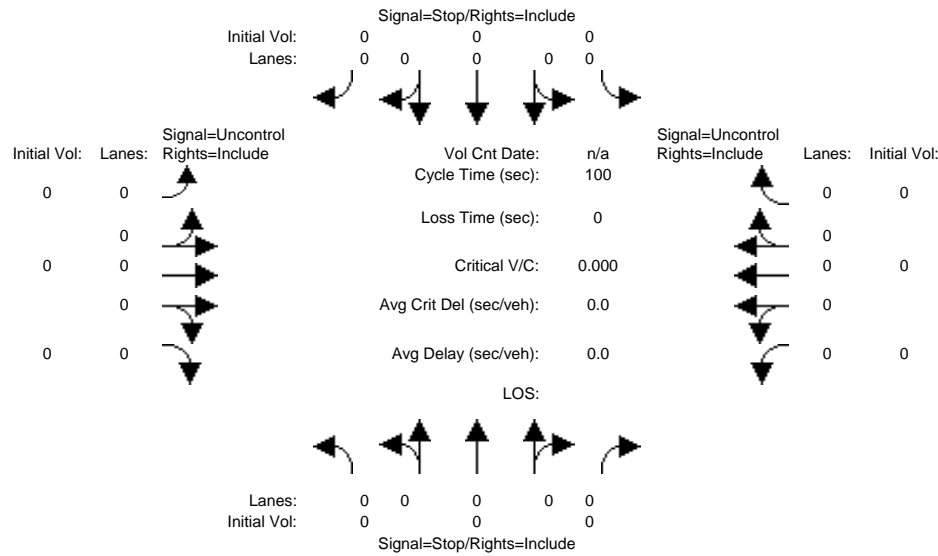 Signal=Stop/Rights=Include
Initial Vol: 0 0 0
Lanes: 0 0 0 0 0
Signal=Uncontrol Signal=Uncontrol
Initial Vol: Lanes: Rights=Include Vol Cnt Date: n/a Rights=Include Lanes: Initial Vol:
Cycle Time (sec): 100
0 0 0 0
Loss Time (sec): 0
0 0
0 0 Critical V/C: 0.000 0 0
0 Avg Crit Del (sec/veh): 0.0 0
0 0 Avg Delay (sec/veh): 0.0 0 0
LOS:
Lanes: 0 0 0 0 0
Initial Vol: 0 0 0
Signal=Stop/Rights=Include